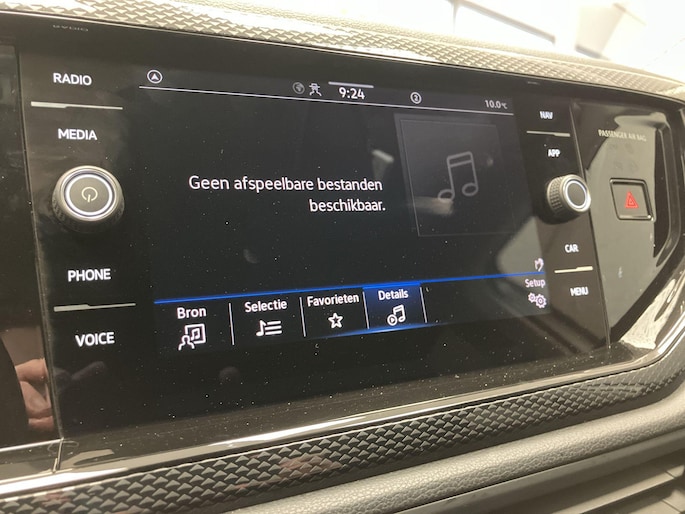 RADIO
MEDIA
PHONE
VOICE
9:24
2
10.0°C
Geen afspeelbare bestanden
beschikbaar.
Bron
Selectie
Favorieten
Details
Setup
NAV
APP
CAR
MENU
PASSENGER AIR BAG